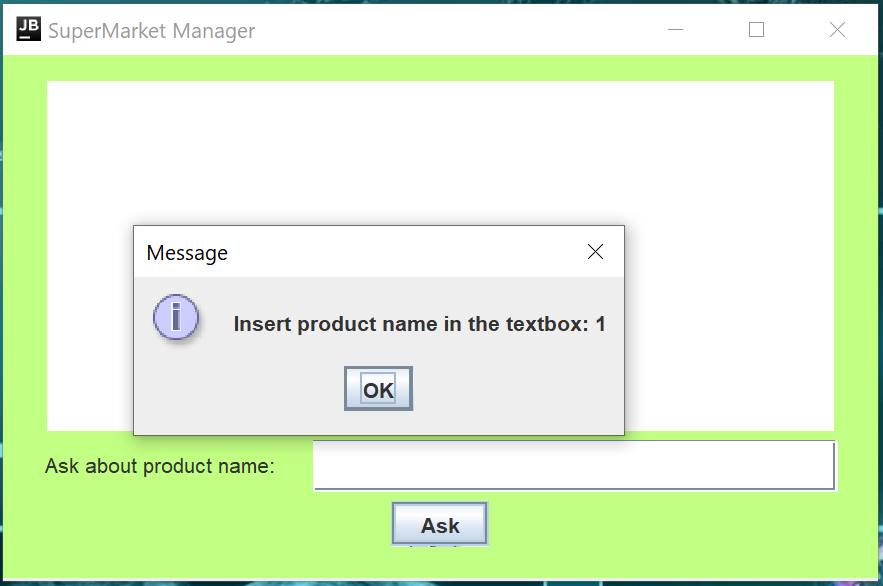 JB SuperMarket Manager
Message
i Insert product name in the textbox: 1
OK
Ask about product name:
Ask